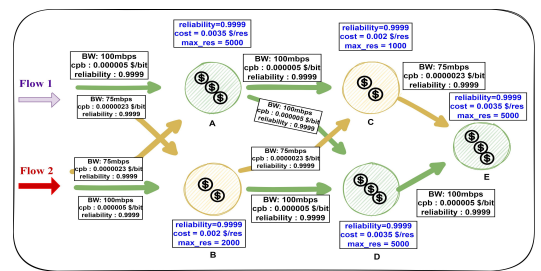 reliability=0.9999
cost = 0.0035 $/res
max_res = 5000
reliability=0.9999
cost = 0.002 $/res
max_res = 1000
BW: 100mbps
cpb : 0.000005 $/bit
reliability : 0.9999
BW: 100mbps
cpb : 0.000005 $/bit
reliability : 0.9999
BW: 75mbps
cpb : 0.0000023 $/bit
reliability : 0.9999
Flow 1
BW: 75mbps
cpb : 0.0000023 $/bit
reliability : 0.9999
BW: 100mbps
cpb : 0.000005 $/bit
reliability : 0.9999
reliability=0.9999
cost = 0.0035 $/res
max_res = 5000
A
C
Flow 2
BW: 75mbps
cpb : 0.0000023 $/bit
reliability : 0.9999
BW: 75mbps
cpb : 0.0000023 $/bit
reliability : 0.9999
E
BW: 100mbps
cpb : 0.000005 $/bit
reliability : 0.9999
BW: 100mbps
cpb : 0.000005 $/bit
reliability : 0.9999
BW: 100mbps
cpb : 0.000005 $/bit
reliability : 0.9999
reliability=0.9999
cost = 0.002 $/res
max_res = 2000
reliability=0.9999
cost = 0.0035 $/res
max_res = 5000
B
D